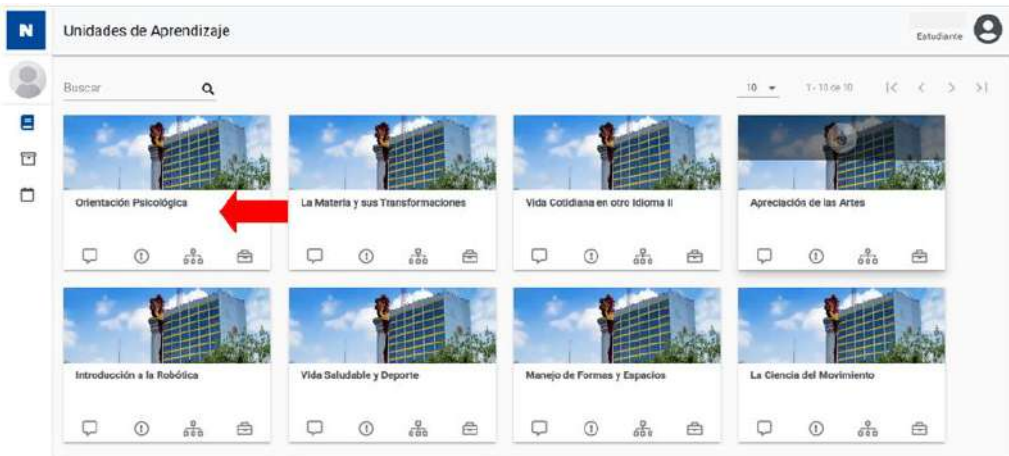 N
Unidades de Aprendizaje
Estudiante
Buscar
10
1 - 10 de 10
Orientación Psicológica
La Materia y sus Transformaciones
Vida Cotidiana en otro Idioma II
Apreciación de las Artes
Introducción a la Robótica
Vida Saludable y Deporte
Manejo de Formas y Espacios
La Ciencia del Movimiento